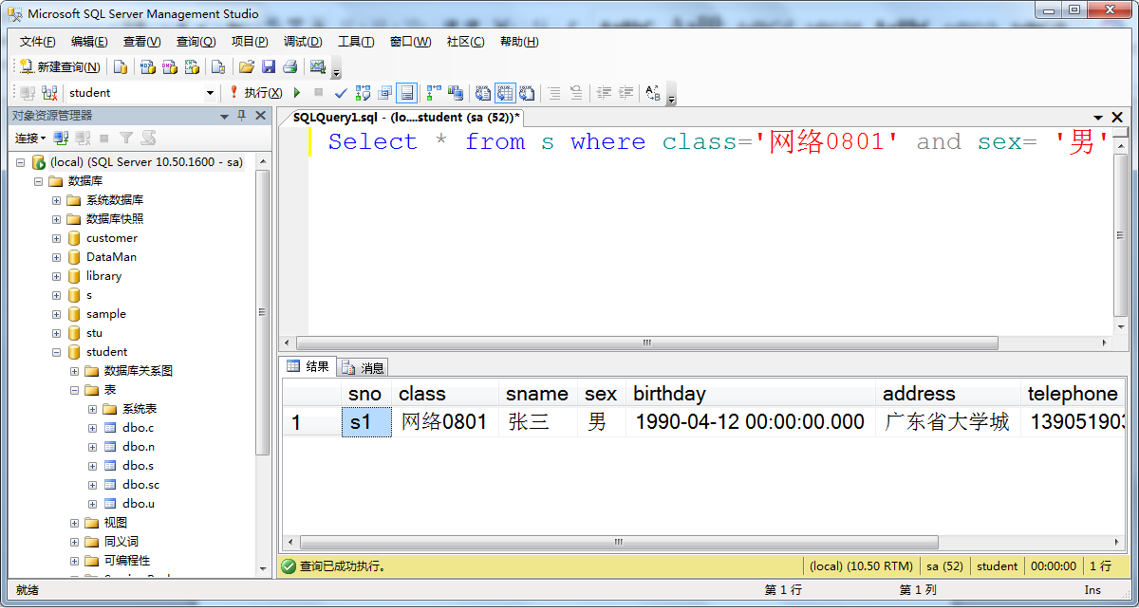 Microsoft SQL Server Management Studio
文件(F) 编辑(E) 查看(V) 查询(Q) 项目(P) 调试(D) 工具(T) 窗口(W) 社区(C) 帮助(H)
新建查询(N)
student 执行(X)
对象资源管理器
连接
(local) (SQL Server 10.50.1600 - sa)
数据库
系统数据库
数据库快照
customer
DataMan
library
s
sample
stu
student
数据库关系图
表
系统表
dbo.c
dbo.n
dbo.s
dbo.sc
dbo.u
视图
同义词
可编程性
SQLQuery1.sql - (lo....student (sa (52))*
Select * from s where class='网络0801' and sex= '男'
结果 消息
sno class sname sex birthday address telephone
1 s1 网络0801 张三 男 1990-04-12 00:00:00.000 广东省大学城 139051903
查询已成功执行。 (local) (10.50 RTM) sa (52) student 00:00:00 1 行
就绪 第 1 行 第 1 列 Ins